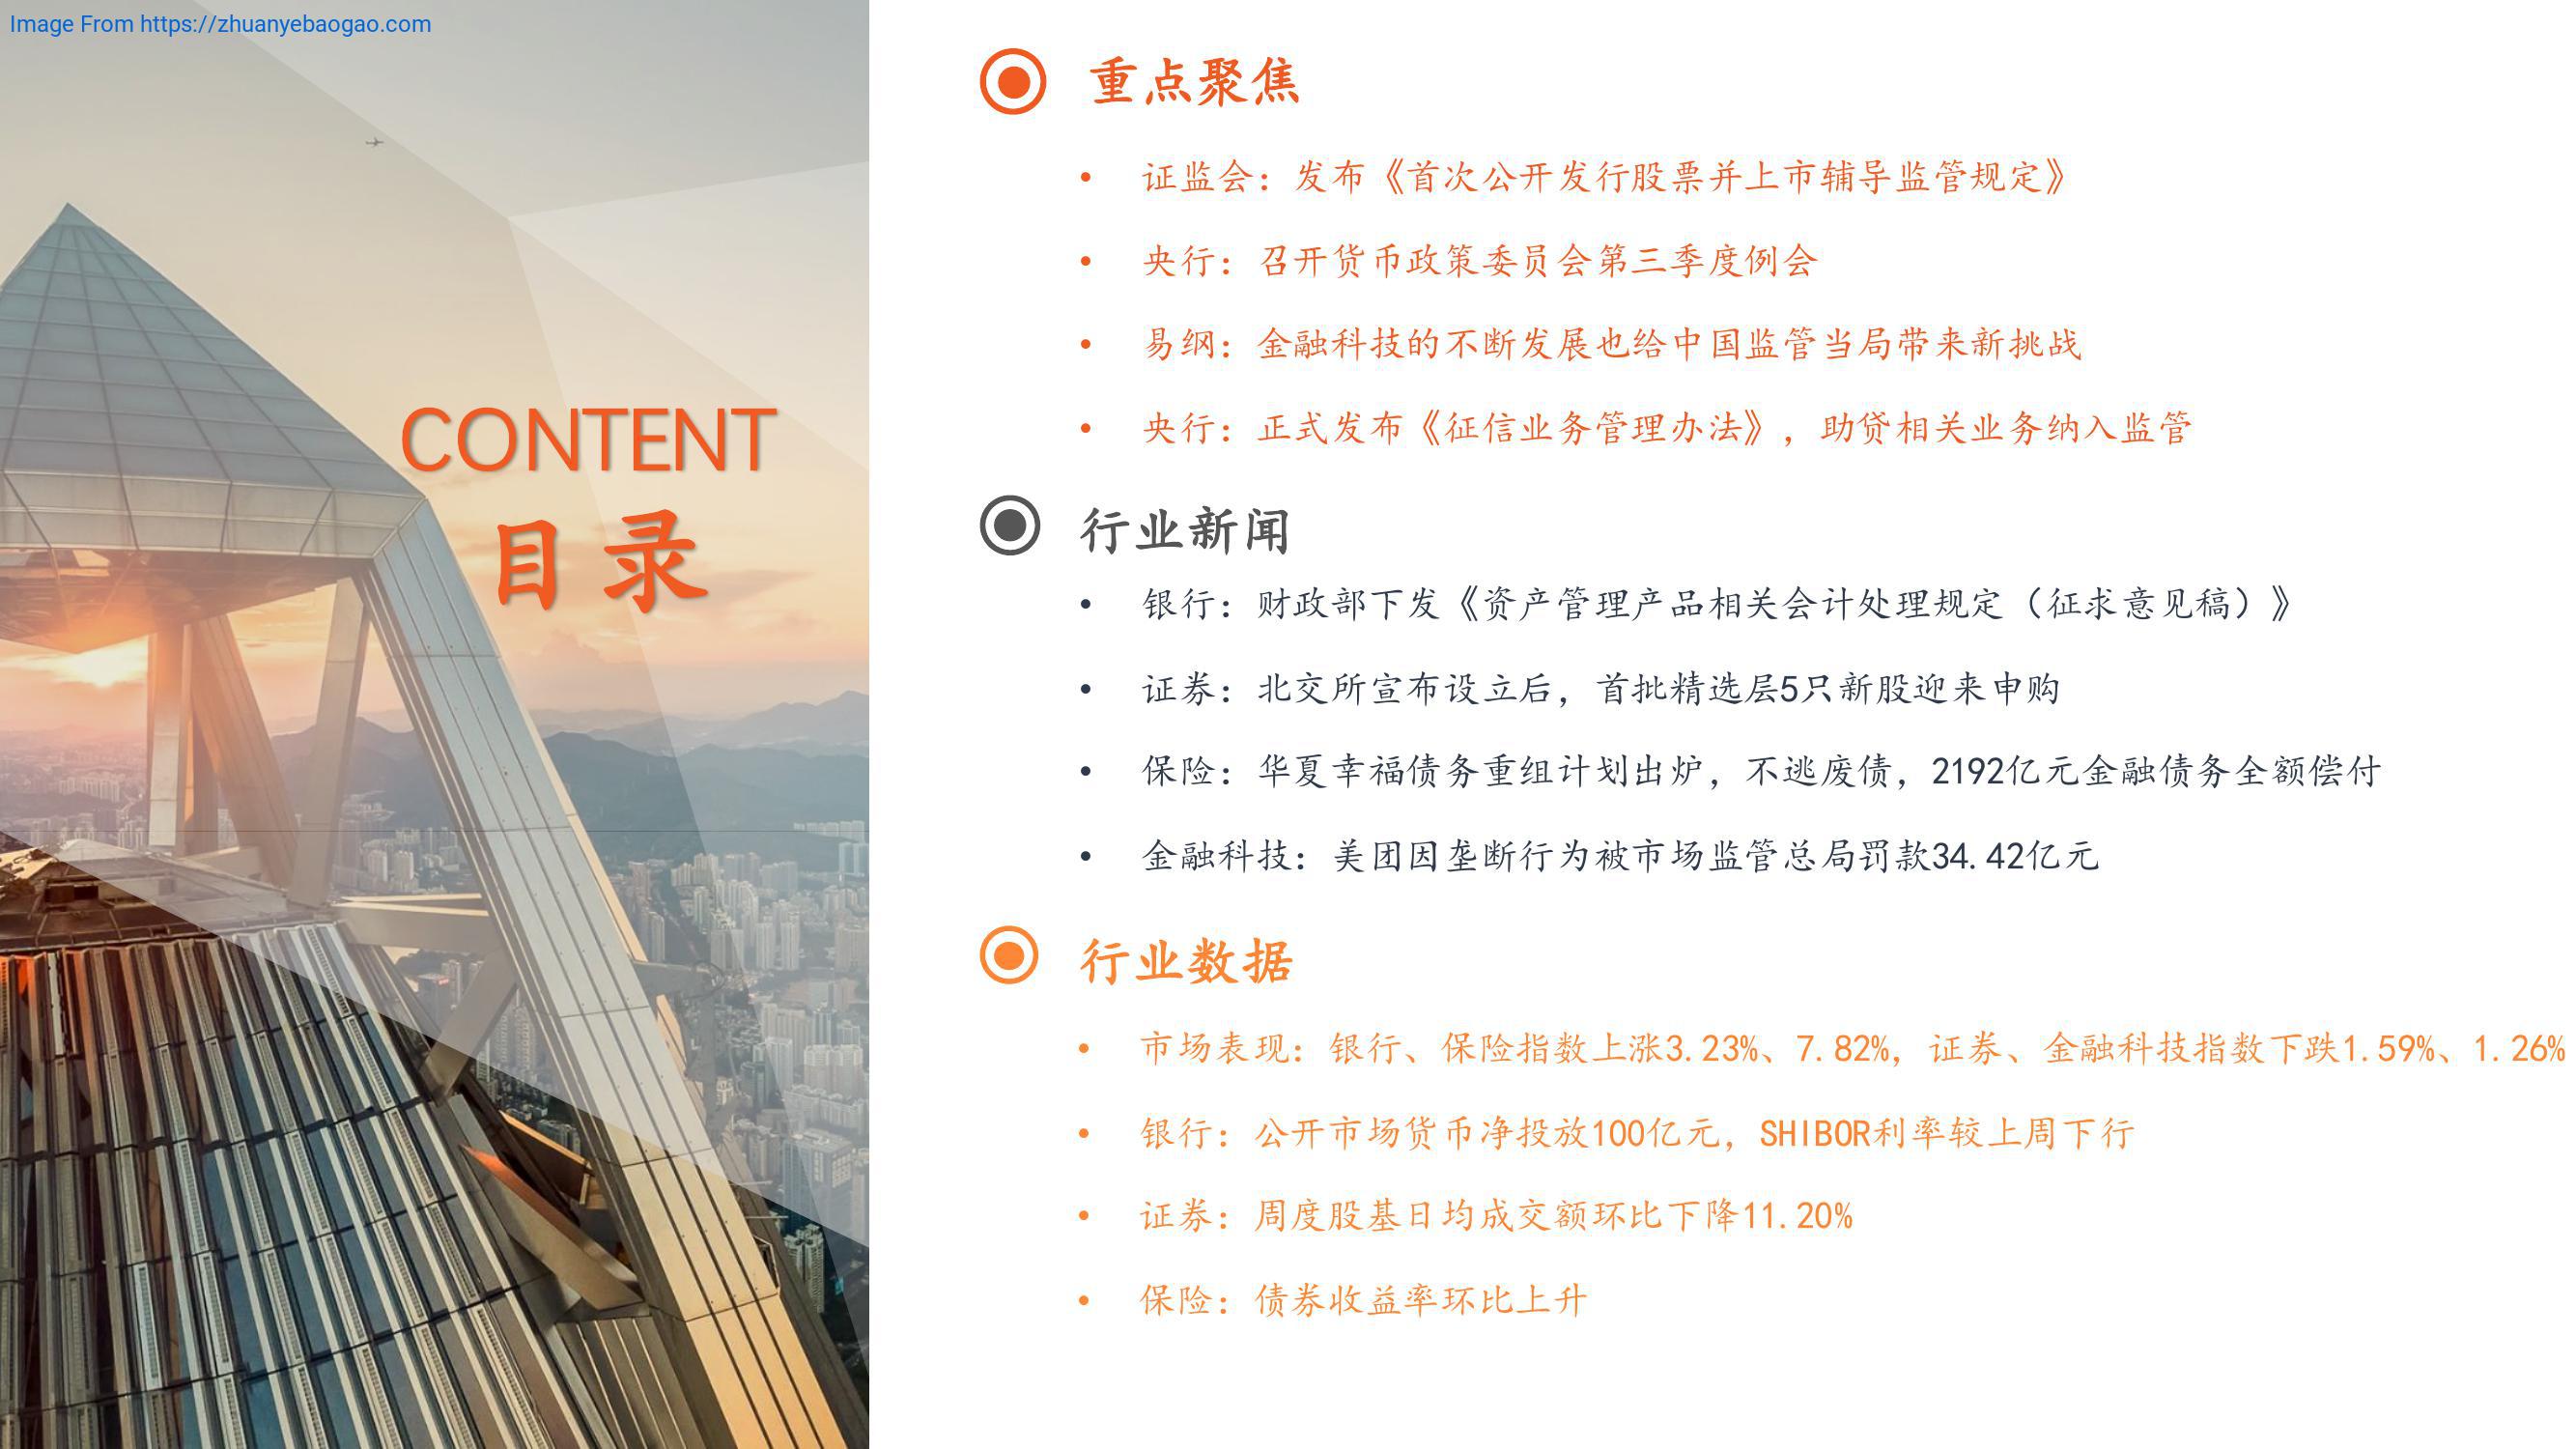 Image From https://zhuanyebaogao.com
CONTENT
目录
重点聚焦
• 证监会：发布《首次公开发行股票并上市辅导监管规定》
• 央行：召开货币政策委员会第三季度例会
• 易纲：金融科技的不断发展也给中国监管当局带来新挑战
• 央行：正式发布《征信业务管理办法》，助贷相关业务纳入监管
行业新闻
• 银行：财政部下发《资产管理产品相关会计处理规定（征求意见稿）》
• 证券：北交所宣布设立后，首批精选层5只新股迎来申购
• 保险：华夏幸福债务重组计划出炉，不逃废债，2192亿元金融债务全额偿付
• 金融科技：美团因垄断行为被市场监管总局罚款34.42亿元
行业数据
• 市场表现：银行、保险指数上涨3.23%、7.82%，证券、金融科技指数下跌1.59%、1.26%
• 银行：公开市场货币净投放100亿元，SHIBOR利率较上周下行
• 证券：周度股基日均成交额环比下降11.20%
• 保险：债券收益率环比上升